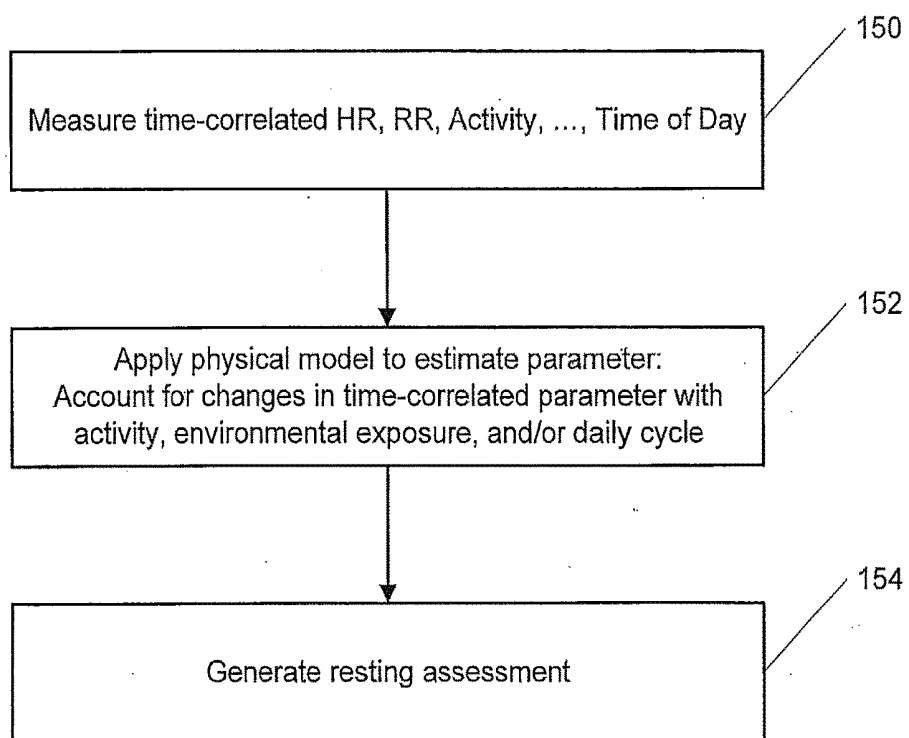 150
Measure time-correlated HR, RR, Activity, ..., Time of Day
152
Apply physical model to estimate parameter:
Account for changes in time-correlated parameter with
activity, environmental exposure, and/or daily cycle
154
Generate resting assessment